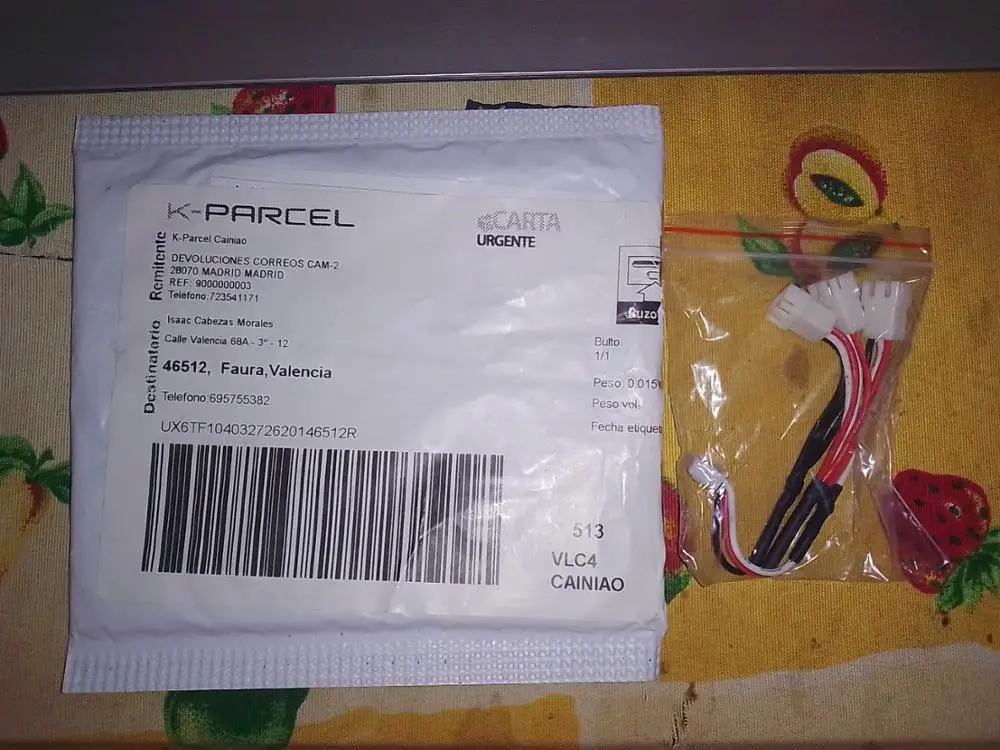 K-PARCEL
eCARTA
URGENTE
Remitente
K-Parcel Cainiao
DEVOLUCIONES CORREOS CAM-2
28070 MADRID MADRID
REF: 9000000003
Telefono:723541171
Destinatario
Isaac Cabezas Morales
Calle Valencia 68A - 3º - 12
46512, Faura,Valencia
Telefono:695755382
Buzo
Bulto
1/1
Peso: 0.015
Peso vol
Fecha etiquet
UX6TF10403272620146512R
513
VLC4
CAINIAO